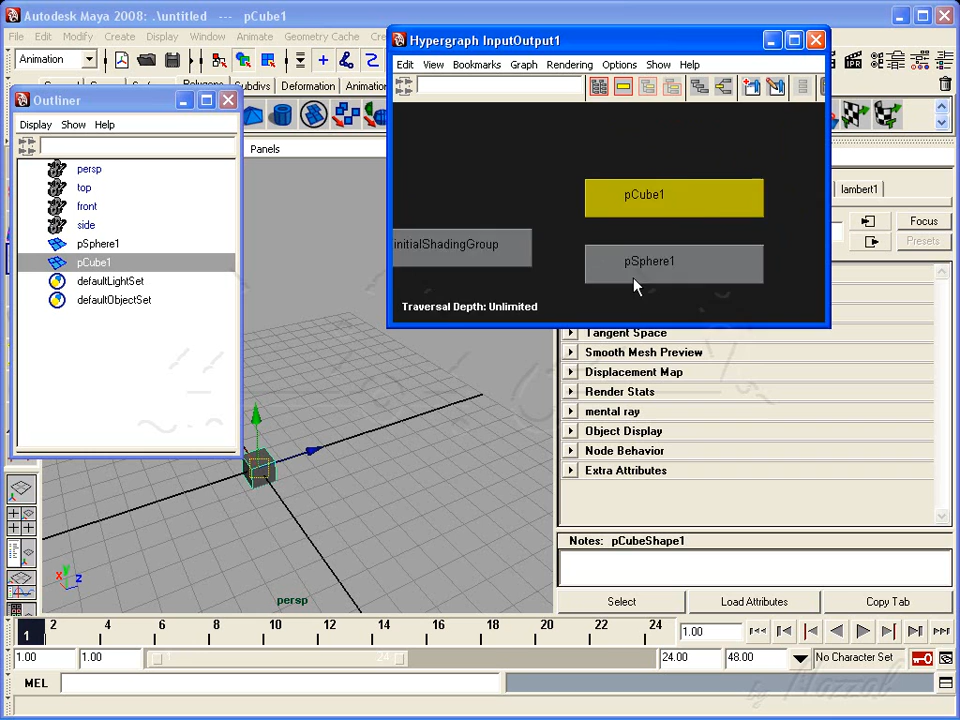 Autodesk Maya 2008: .\untitled --- pCube1
File Edit Modify Create Display Window Animate Geometry Cache
Animation
Polygons Subdivs Deformation Animation
Panels
Outliner
Display Show Help
persp
top
front
side
pSphere1
pCube1
defaultLightSet
defaultObjectSet
Hypergraph InputOutput1
Edit View Bookmarks Graph Rendering Options Show Help
pCube1
initialShadingGroup
pSphere1
Traversal Depth: Unlimited
lambert1
Focus
Presets
Tangent Space
Smooth Mesh Preview
Displacement Map
Render Stats
mental ray
Object Display
Node Behavior
Extra Attributes
Notes: pCubeShape1
Select Load Attributes Copy Tab
x z
persp
1 2 4 6 8 10 12 14 16 18 20 22 24
1.00
1.00 1.00 1 24 24.00 48.00 No Character Set
MEL
by Mazzal